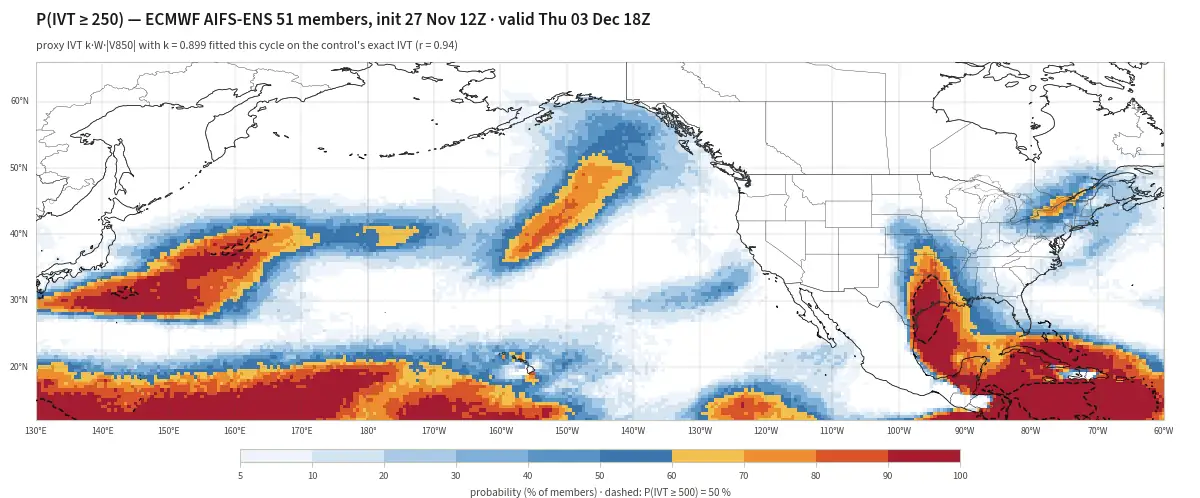 P(IVT ≥ 250) — ECMWF AIFS-ENS 51 members, init 27 Nov 12Z · valid Thu 03 Dec 18Z
proxy IVT k·W·|V850| with k = 0.899 fitted this cycle on the control's exact IVT (r = 0.94)
60°N
50°N
40°N
30°N
20°N
130°E 140°E 150°E 160°E 170°E 180° 170°W 160°W 150°W 140°W 130°W 120°W 110°W 100°W 90°W 80°W 70°W 60°W
5 10 20 30 40 50 60 70 80 90 100
probability (% of members) · dashed: P(IVT ≥ 500) = 50 %